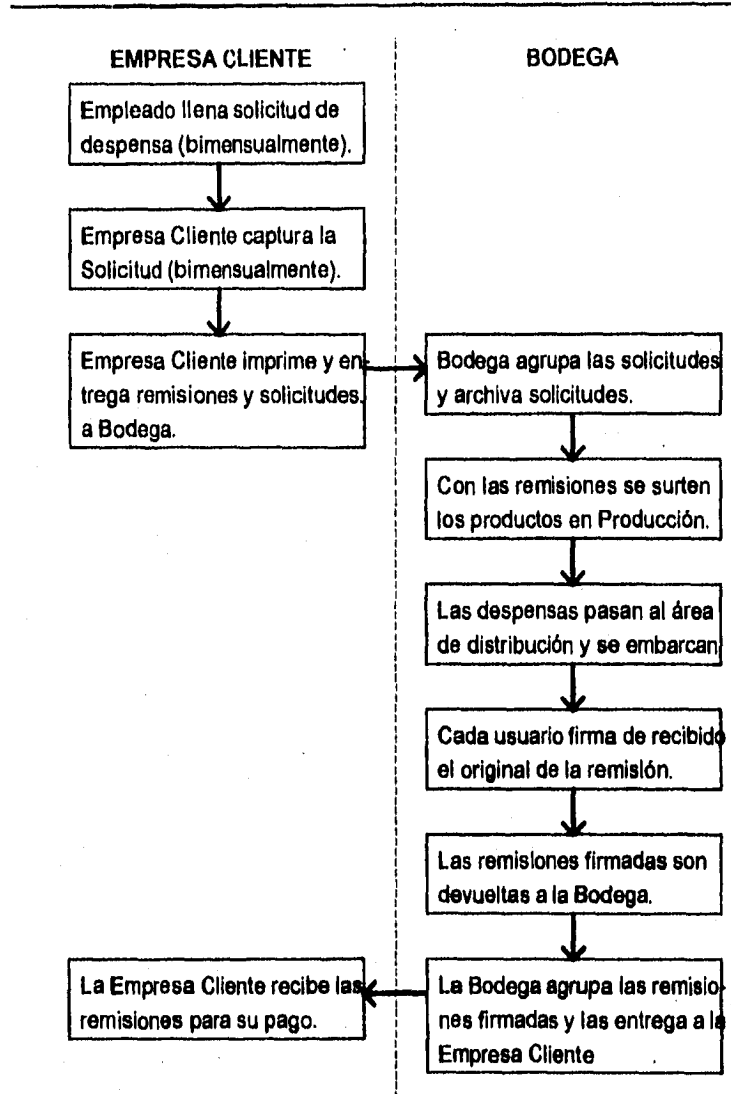 EMPRESA CLIENTE
BODEGA
Empleado llena solicitud de
despensa (bimensualmente).
Empresa Cliente captura la
Solicitud (bimensualmente).
Empresa Cliente imprime y en-
trega remisiones y solicitudes.
a Bodega.
Bodega agrupa las solicitudes
y archiva solicitudes.
Con las remisiones se surten
los productos en Producción.
Las despensas pasan al área
de distribución y se embarcan
Cada usuario firma de recibido
el original de la remisión.
Las remisiones firmadas son
devueltas a la Bodega.
La Bodega agrupa las remisio-
nes firmadas y las entrega a la
Empresa Cliente
La Empresa Cliente recibe las
remisiones para su pago.